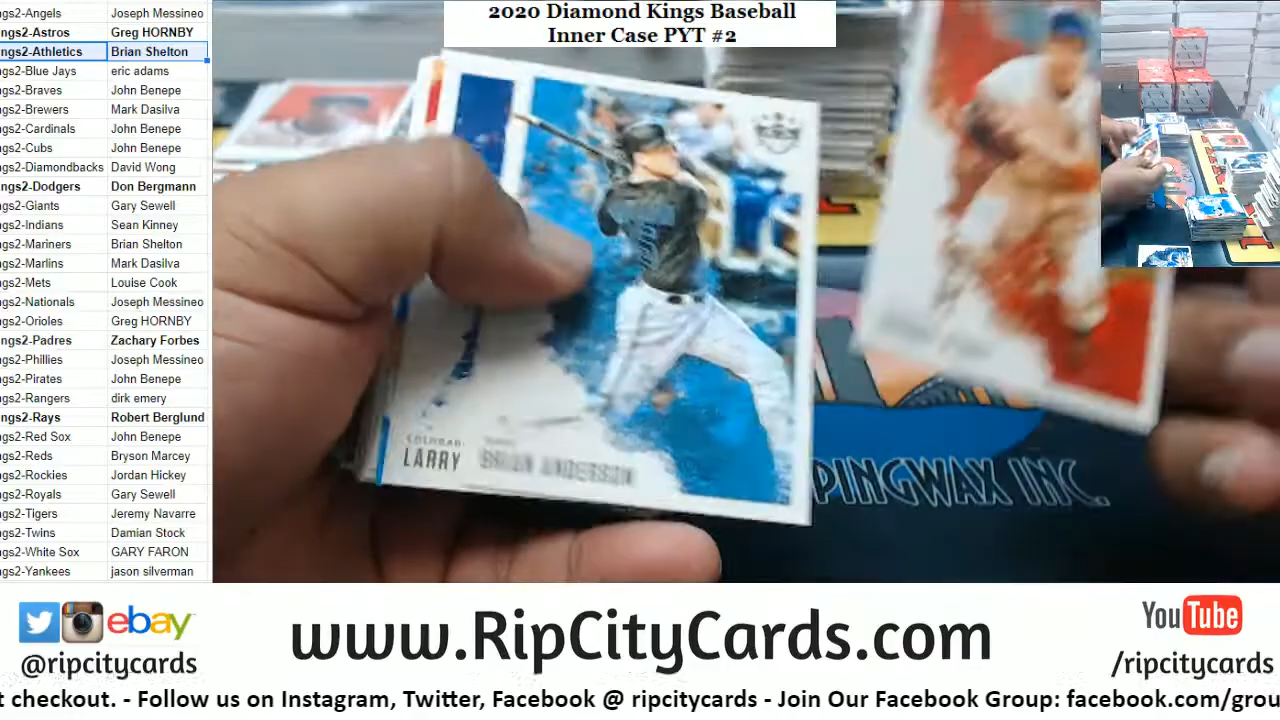 2020 Diamond Kings Baseball
Inner Case PYT #2
ngs2-Angels Joseph Messineo
ngs2-Astros Greg HORNBY
ngs2-Athletics Brian Shelton
ngs2-Blue Jays eric adams
ngs2-Braves John Benepe
ngs2-Brewers Mark Dasilva
ngs2-Cardinals John Benepe
ngs2-Cubs John Benepe
ngs2-Diamondbacks David Wong
ngs2-Dodgers Don Bergmann
ngs2-Giants Gary Sewell
ngs2-Indians Sean Kinney
ngs2-Mariners Brian Shelton
ngs2-Marlins Mark Dasilva
ngs2-Mets Louise Cook
ngs2-Nationals Joseph Messineo
ngs2-Orioles Greg HORNBY
ngs2-Padres Zachary Forbes
ngs2-Phillies Joseph Messineo
ngs2-Pirates John Benepe
ngs2-Rangers dirk emery
ngs2-Rays Robert Berglund
ngs2-Red Sox John Benepe
ngs2-Reds Bryson Marcey
ngs2-Rockies Jordan Hickey
ngs2-Royals Gary Sewell
ngs2-Tigers Jeremy Navarre
ngs2-Twins Damian Stock
ngs2-White Sox GARY FARON
ngs2-Yankees jason silverman
LARRY
BRIAN ANDERSON
PINGWAX INC.
ebay
@ripcitycards
www.RipCityCards.com
YouTube
/ripcitycards
t checkout. - Follow us on Instagram, Twitter, Facebook @ ripcitycards - Join Our Facebook Group: facebook.com/grou